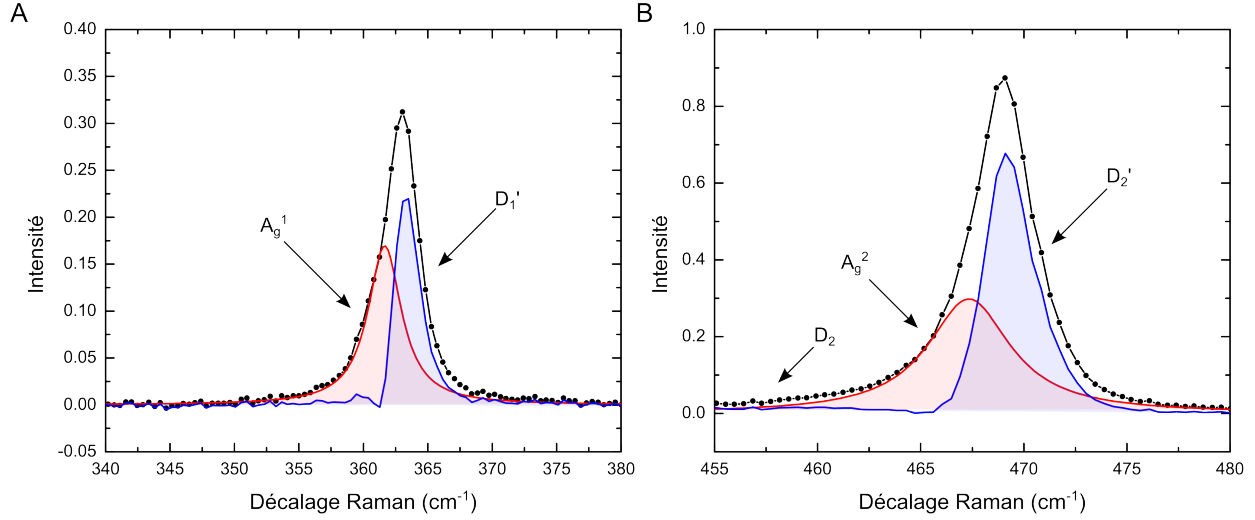 A
0.40
0.35
0.30
0.25
0.20
0.15
0.10
0.05
0.00
-0.05
340 345 350 355 360 365 370 375 380
Intensité
Décalage Raman (cm⁻¹)
A_g¹
D₁'
B
1.0
0.8
0.6
0.4
0.2
0.0
455 460 465 470 475 480
Intensité
Décalage Raman (cm⁻¹)
D₂'
A_g²
D₂